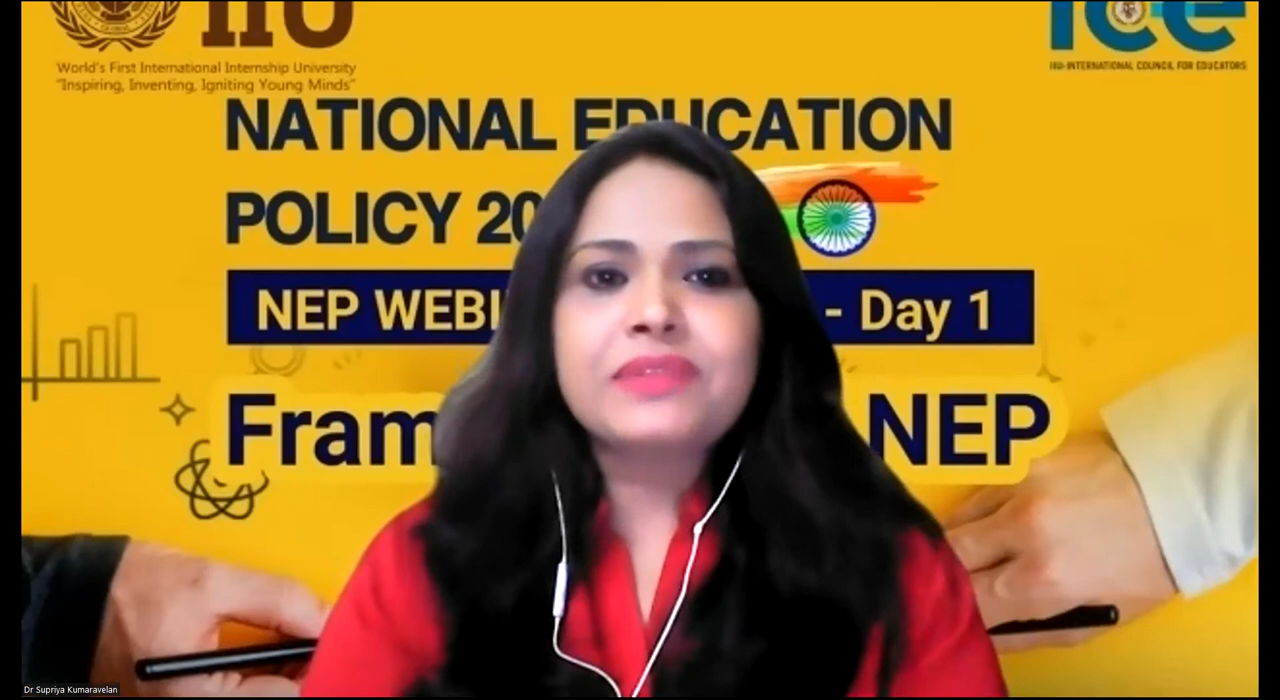 IIU
World's First International Internship University
"Inspiring, Inventing, Igniting Young Minds"
ICE
IIU-INTERNATIONAL COUNCIL FOR EDUCATORS
NATIONAL EDUCATION
POLICY 20
NEP WEBI - Day 1
Fram NEP
Dr Supriya Kumaravelan